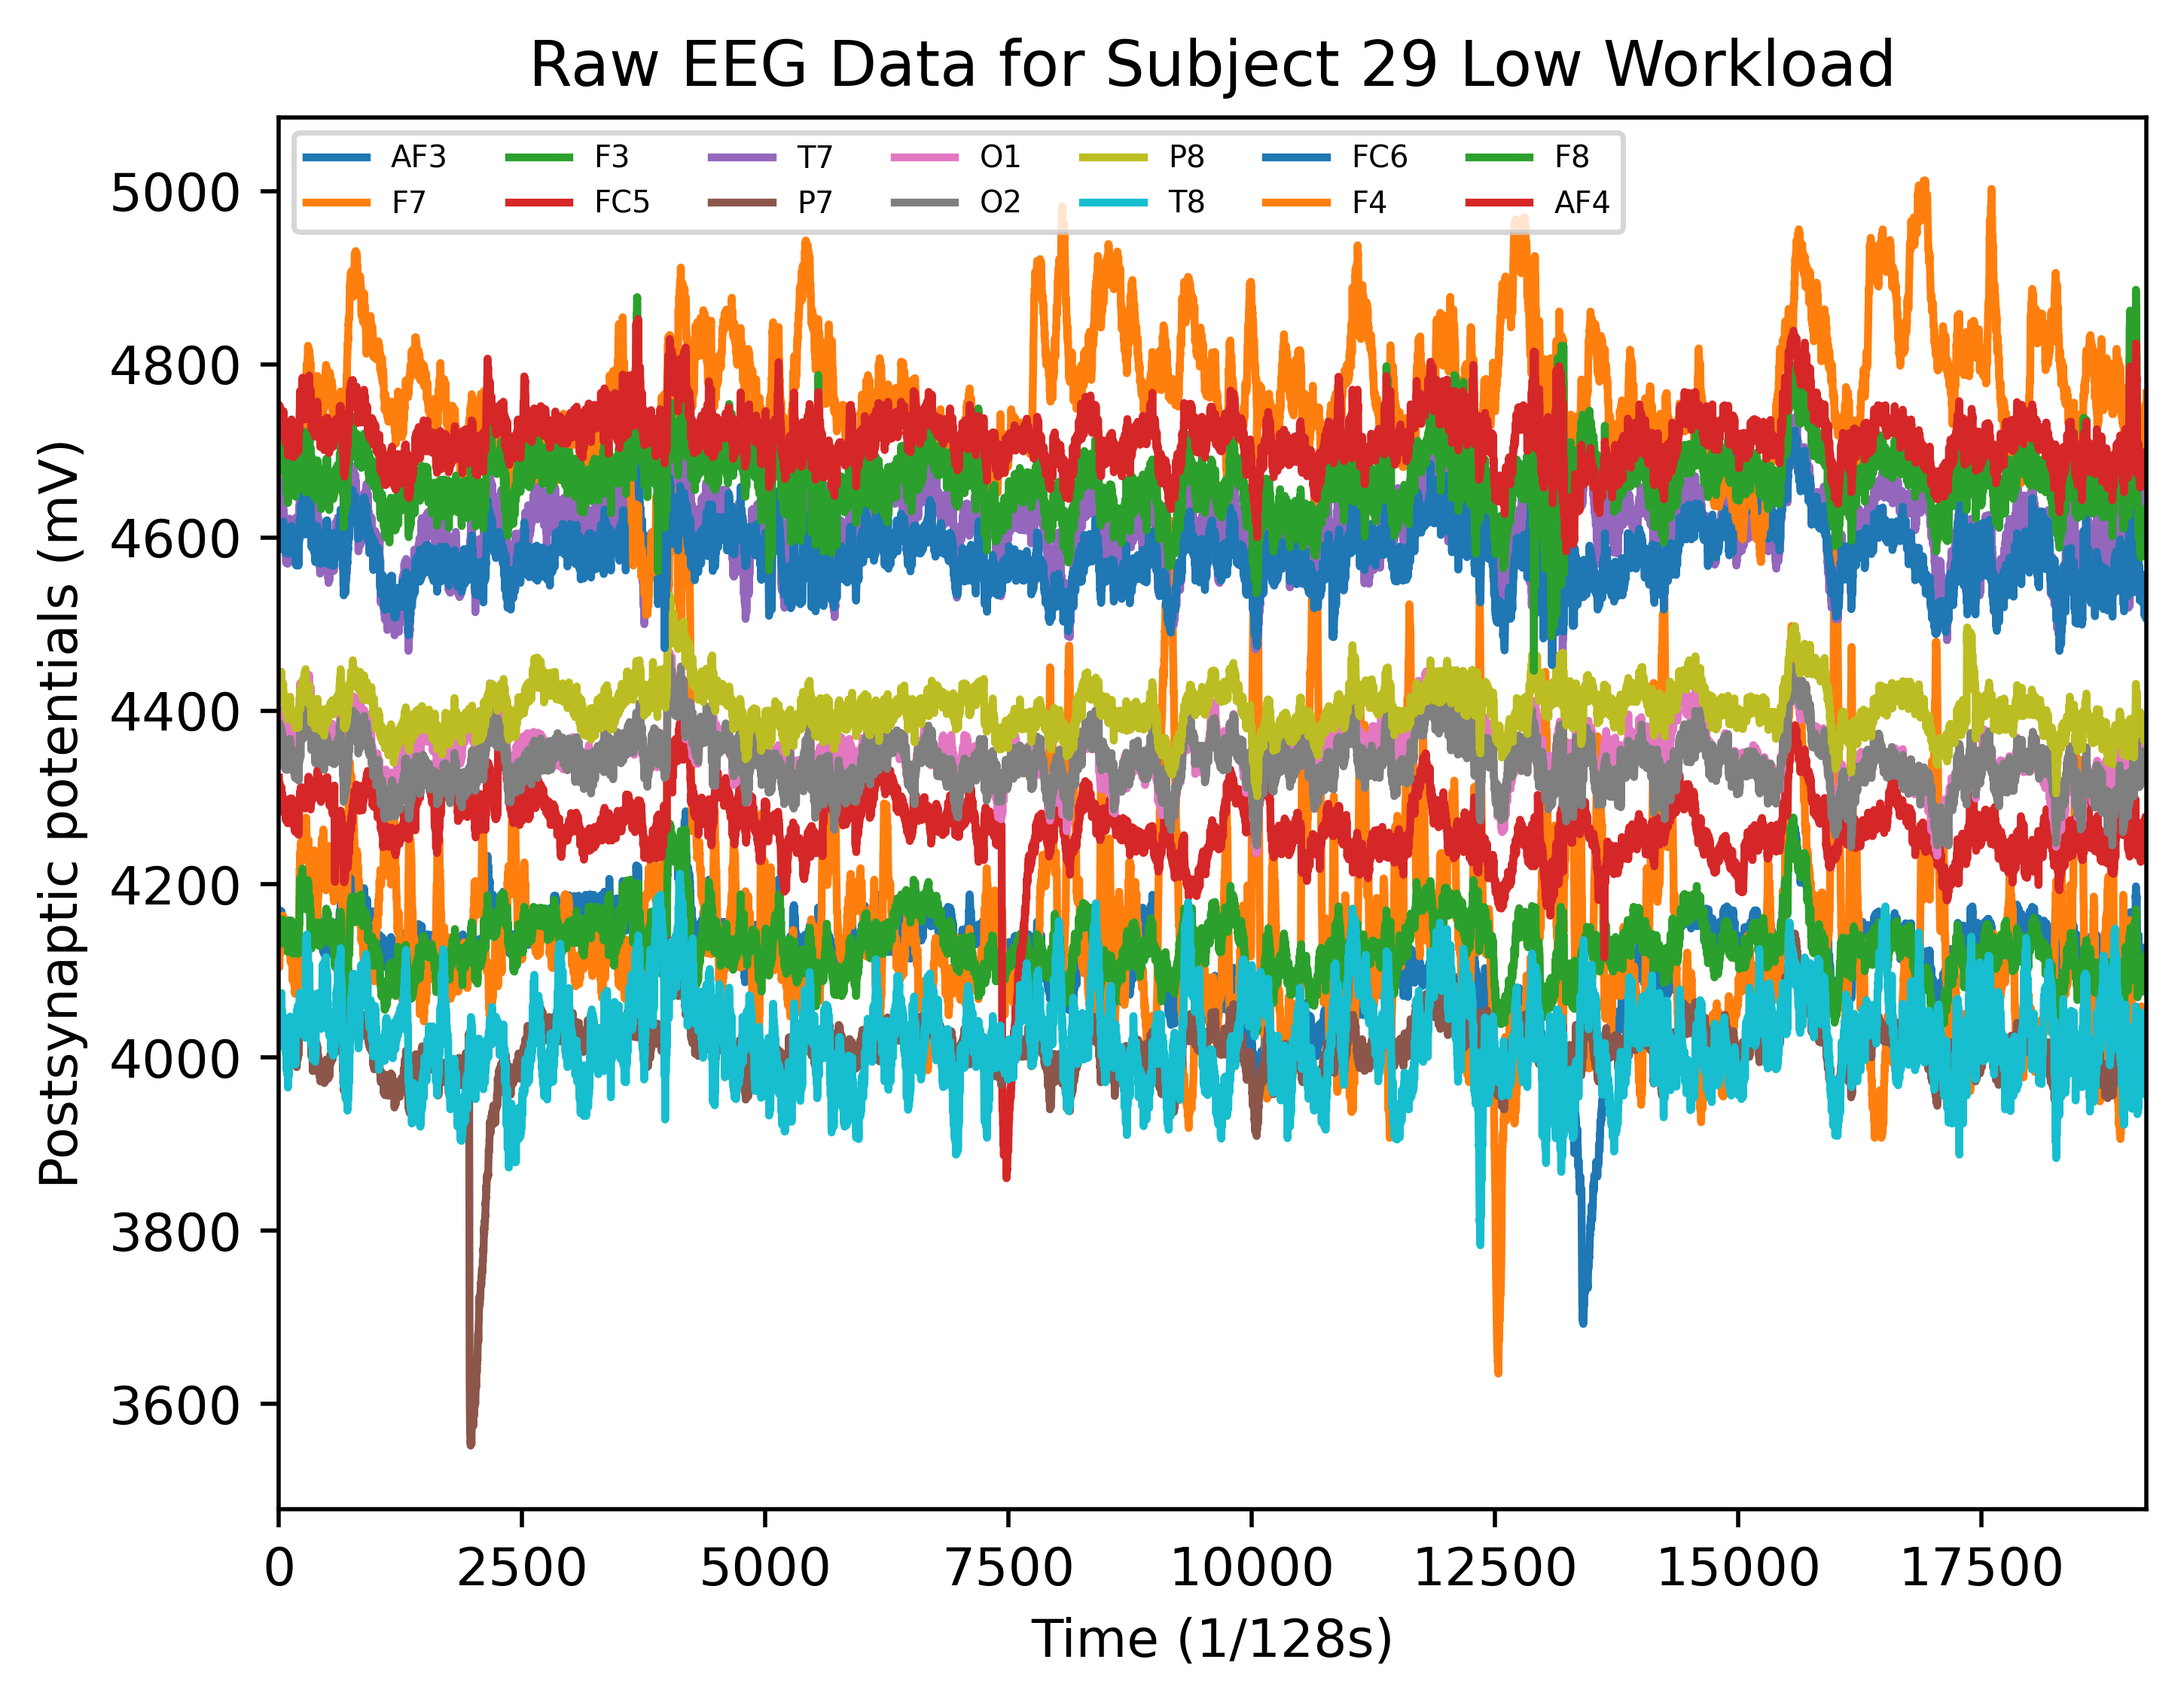 Raw EEG Data for Subject 29 Low Workload
AF3 F3 T7 O1 P8 FC6 F8
F7 FC5 P7 O2 T8 F4 AF4
5000
4800
4600
4400
4200
4000
3800
3600
Postsynaptic potentials (mV)
0 2500 5000 7500 10000 12500 15000 17500
Time (1/128s)